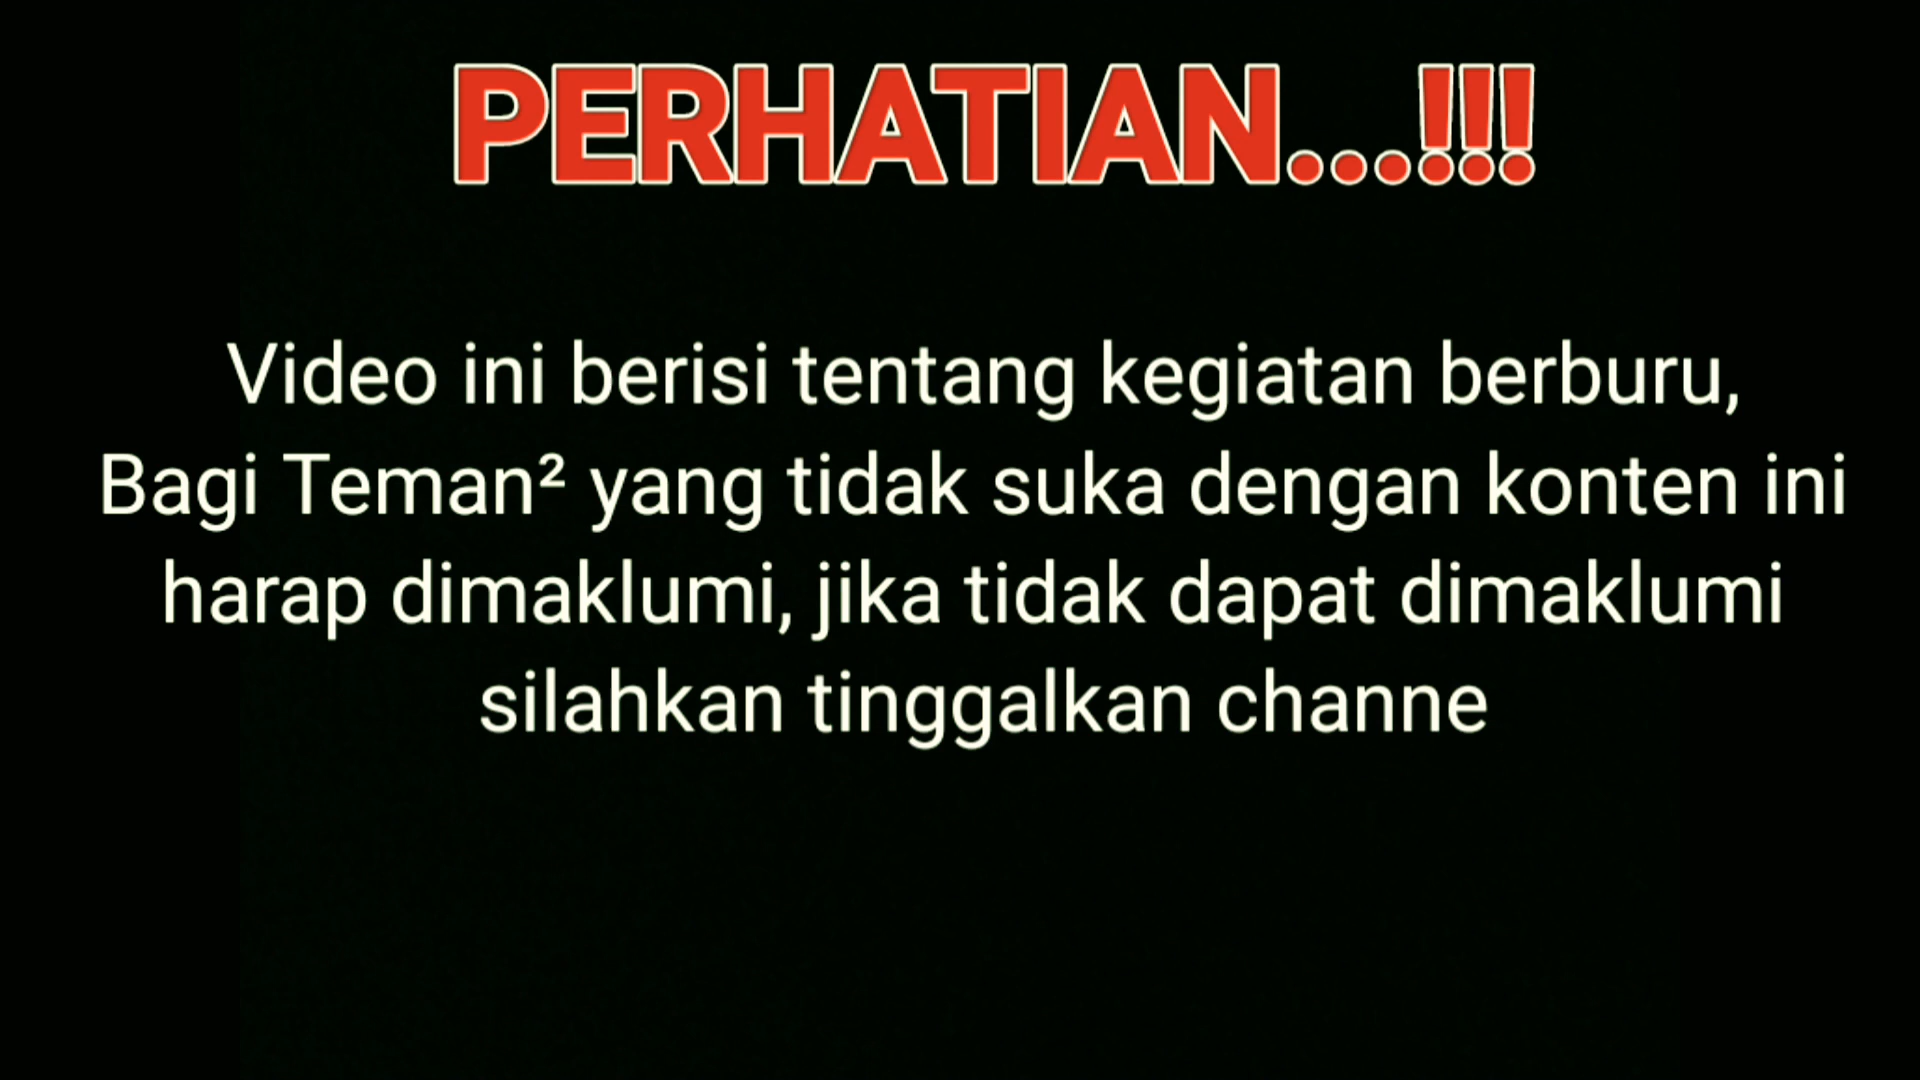 PERHATIAN...!!!
Video ini berisi tentang kegiatan berburu,
Bagi Teman² yang tidak suka dengan konten ini
harap dimaklumi, jika tidak dapat dimaklumi
silahkan tinggalkan channe